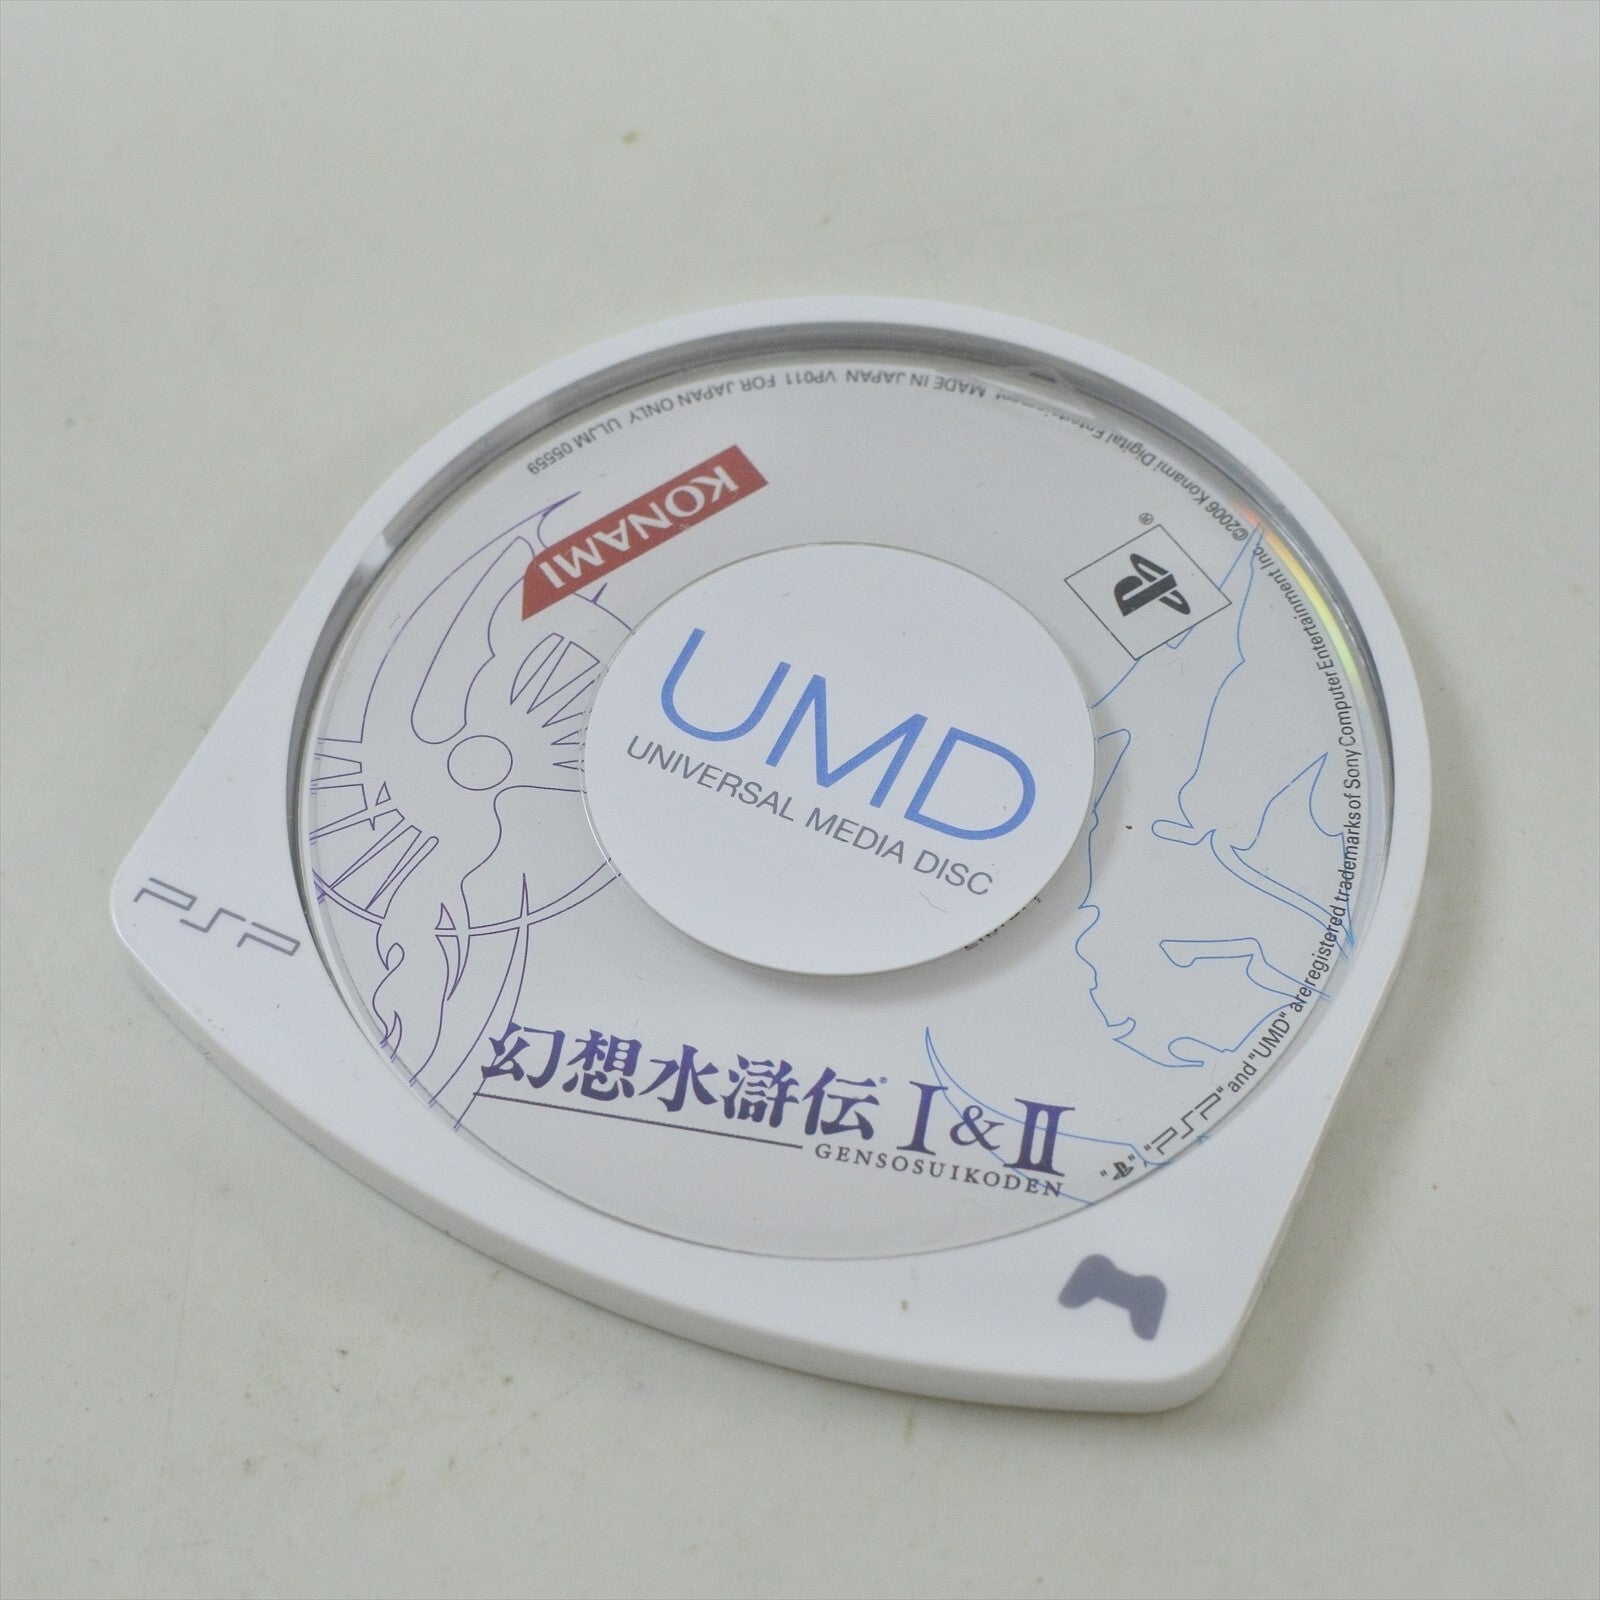 KONAMI
UMD
UNIVERSAL MEDIA DISC
PSP
幻想水滸伝 I&II
GENSOSUIKODEN
" " "PSP" and "UMD" are registered trademarks of Sony Computer Entertainment Inc. ©2006 Konami Digital Entertainment MADE IN JAPAN VP011 FOR JAPAN ONLY ULJM 05559
®